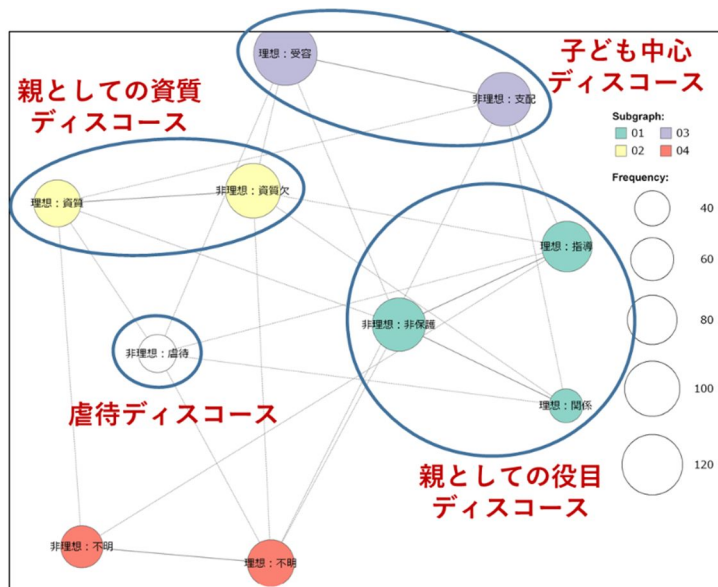 理想：受容
子ども中心
ディスコース
非理想：支配
親としての資質
ディスコース
Subgraph:
01 03
02 04
Frequency:
40
60
80
100
120
理想：資質
非理想：資質欠
理想：指導
非理想：非保護
非理想：虐待
理想：関係
虐待ディスコース
親としての役目
ディスコース
非理想：不明
理想：不明